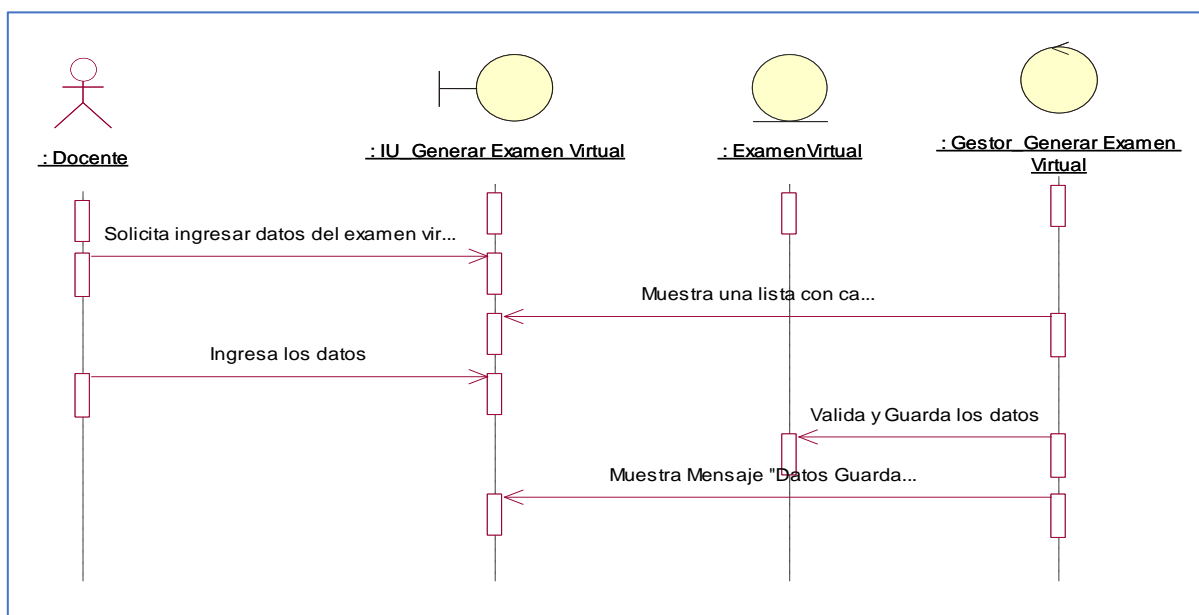 : Docente
: IU_Generar Examen Virtual
: ExamenVirtual
: Gestor_Generar Examen
Virtual
Solicita ingresar datos del examen vir...
Muestra una lista con ca...
Ingresa los datos
Valida y Guarda los datos
Muestra Mensaje "Datos Guarda...